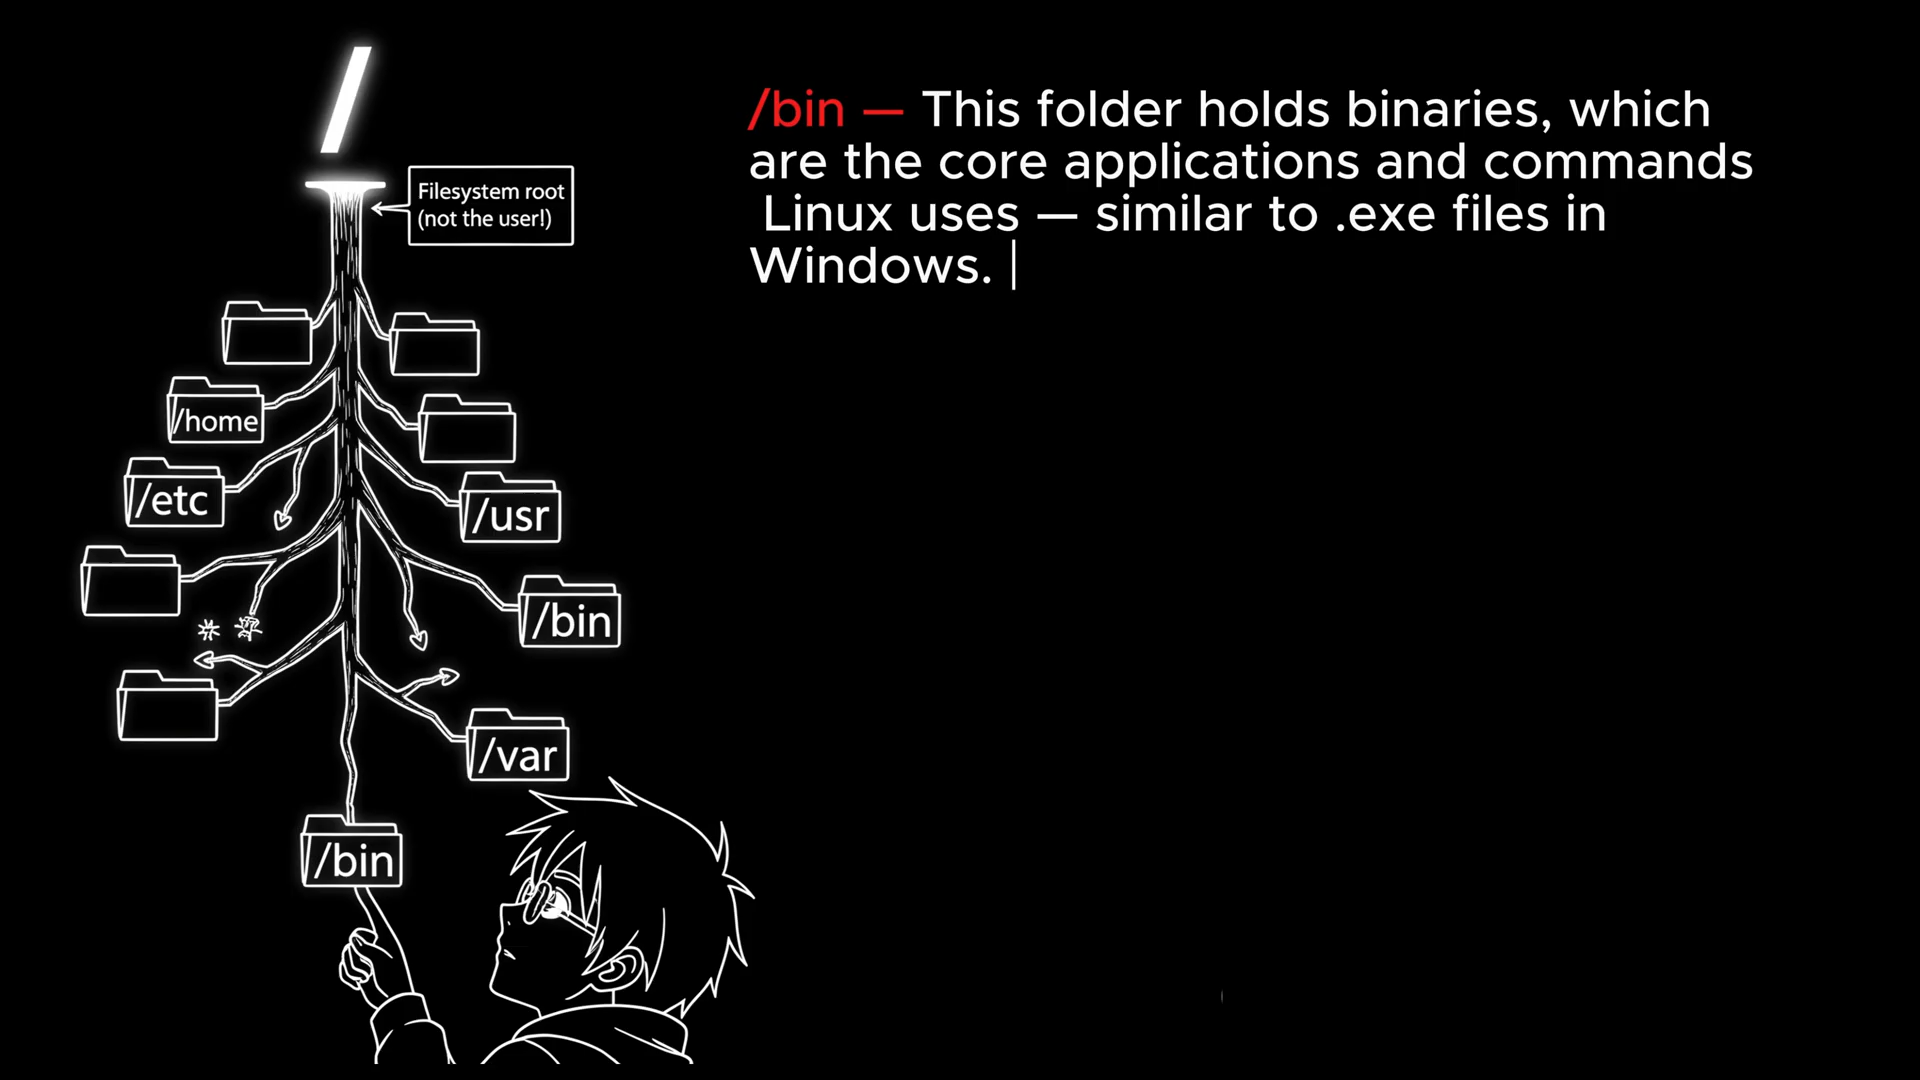 /
Filesystem root
(not the user!)
/home
/etc
/usr
/bin
/var
/bin
/bin — This folder holds binaries, which
are the core applications and commands
Linux uses — similar to .exe files in
Windows. |